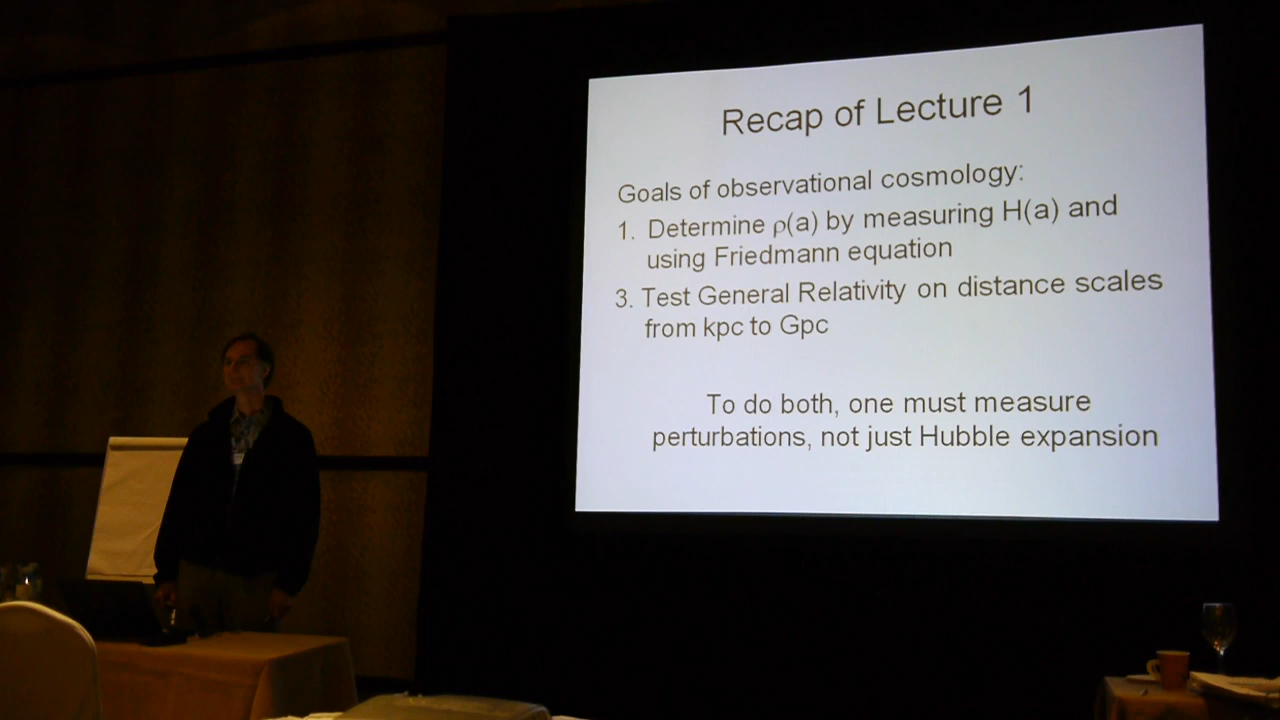 Recap of Lecture 1
Goals of observational cosmology:
1. Determine ρ(a) by measuring H(a) and
using Friedmann equation
3. Test General Relativity on distance scales
from kpc to Gpc
To do both, one must measure
perturbations, not just Hubble expansion